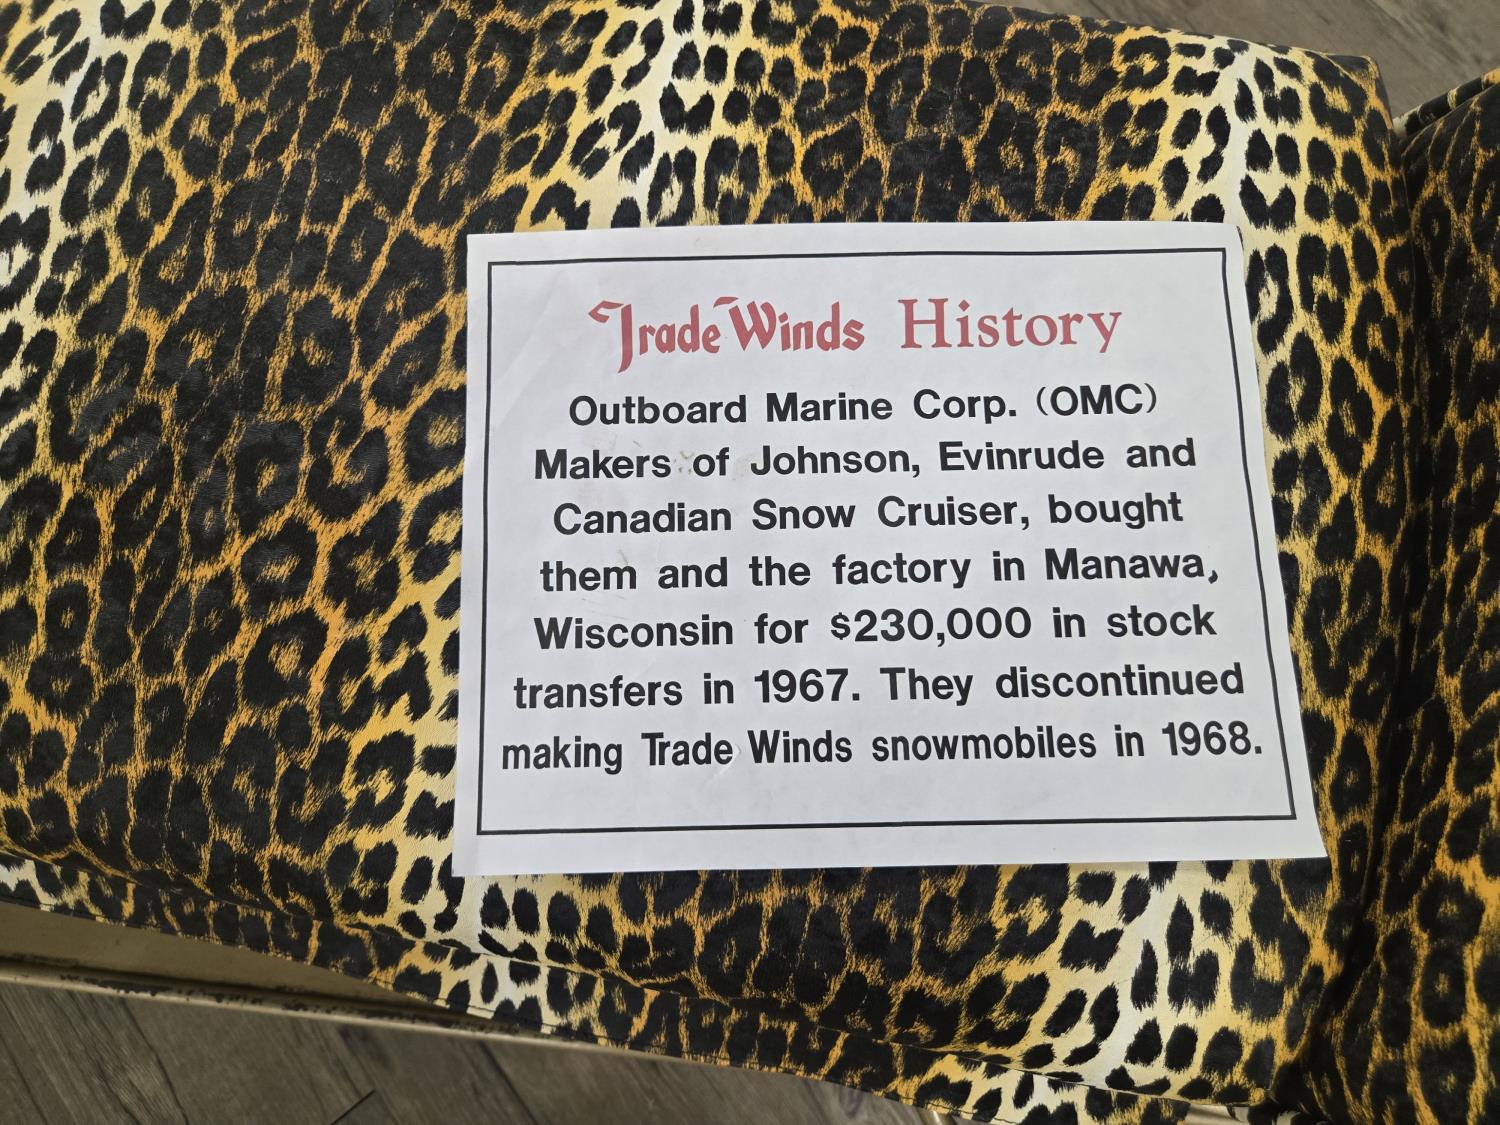 Trade Winds History
Outboard Marine Corp. (OMC)
Makers of Johnson, Evinrude and
Canadian Snow Cruiser, bought
them and the factory in Manawa,
Wisconsin for $230,000 in stock
transfers in 1967. They discontinued
making Trade Winds snowmobiles in 1968.